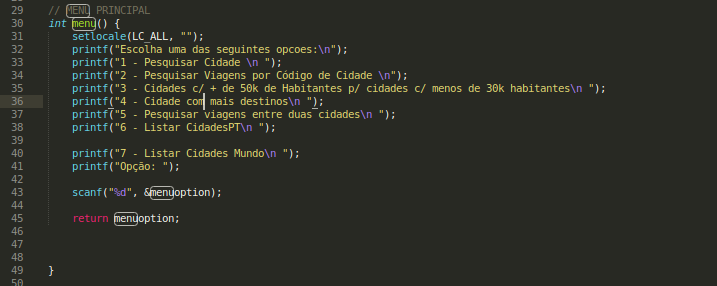 29 // MENU PRINCIPAL
30 int menu() {
31 setlocale(LC_ALL, "");
32 printf("Escolha uma das seguintes opcoes:\n");
33 printf("1 - Pesquisar Cidade \n ");
34 printf("2 - Pesquisar Viagens por Código de Cidade \n");
35 printf("3 - Cidades c/ + de 50k de Habitantes p/ cidades c/ menos de 30k habitantes\n ");
36 printf("4 - Cidade com mais destinos\n ");
37 printf("5 - Pesquisar viagens entre duas cidades\n ");
38 printf("6 - Listar CidadesPT\n ");
39
40 printf("7 - Listar Cidades Mundo\n ");
41 printf("Opção: ");
42
43 scanf("%d", &menuoption);
44
45 return menuoption;
46
47
48
49 }
50